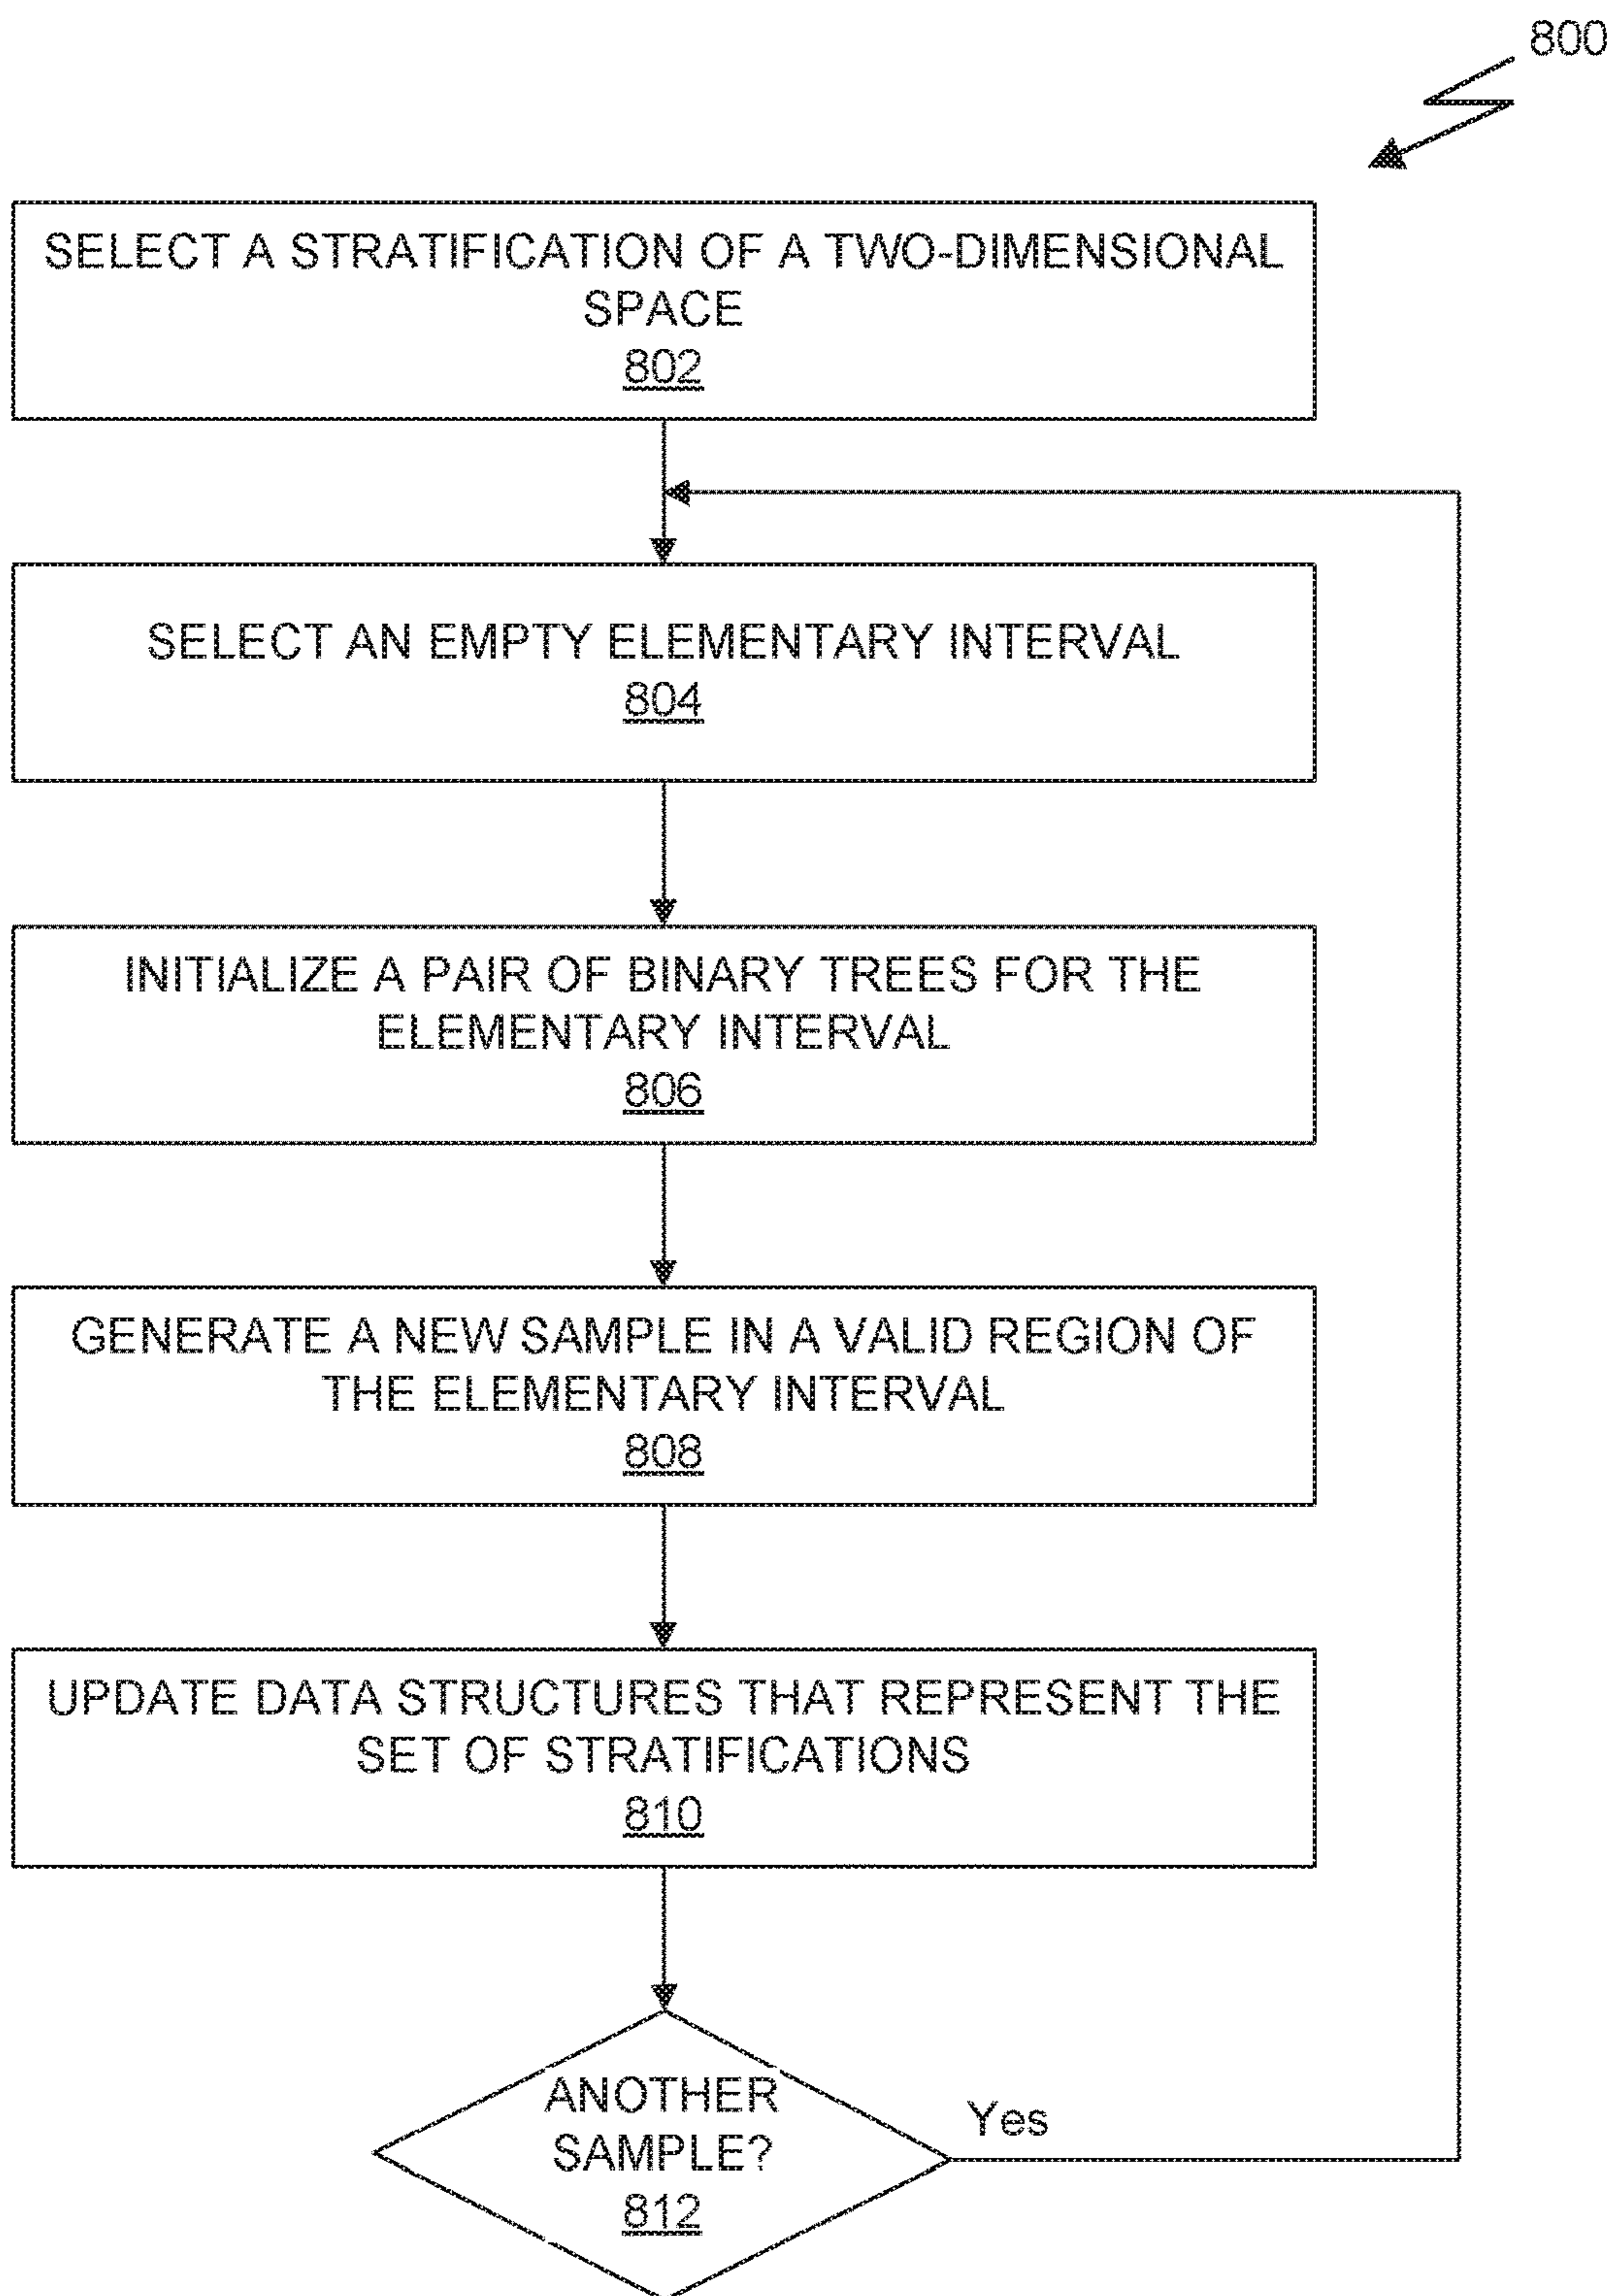 800
SELECT A STRATIFICATION OF A TWO-DIMENSIONAL
SPACE
802
SELECT AN EMPTY ELEMENTARY INTERVAL
804
INITIALIZE A PAIR OF BINARY TREES FOR THE
ELEMENTARY INTERVAL
806
GENERATE A NEW SAMPLE IN A VALID REGION OF
THE ELEMENTARY INTERVAL
808
UPDATE DATA STRUCTURES THAT REPRESENT THE
SET OF STRATIFICATIONS
810
ANOTHER
SAMPLE?
812
Yes